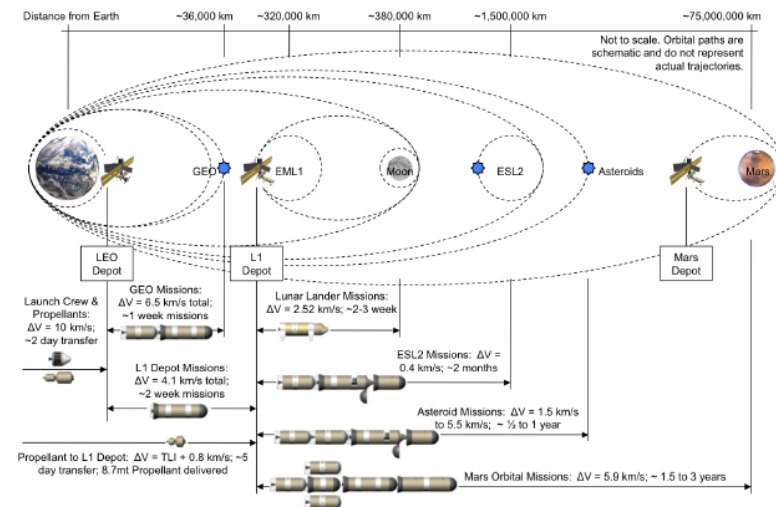 Distance from Earth
~36,000 km
~320,000 km
~380,000 km
~1,500,000 km
~75,000,000 km
Not to scale. Orbital paths are
schematic and do not represent
actual trajectories.
GEO
EML1
Moon
ESL2
Asteroids
Mars
LEO
Depot
L1
Depot
Mars
Depot
Launch Crew &
Propellants:
ΔV = 10 km/s;
~2 day transfer
GEO Missions:
ΔV = 6.5 km/s total;
~1 week missions
Lunar Lander Missions:
ΔV = 2.52 km/s; ~2-3 week
L1 Depot Missions:
ΔV = 4.1 km/s total;
~2 week missions
ESL2 Missions: ΔV =
0.4 km/s; ~2 months
Asteroid Missions: ΔV = 1.5 km/s
to 5.5 km/s; ~ ½ to 1 year
Propellant to L1 Depot: ΔV = TLI + 0.8 km/s; ~5
day transfer; 8.7mt Propellant delivered
Mars Orbital Missions: ΔV = 5.9 km/s; ~ 1.5 to 3 years